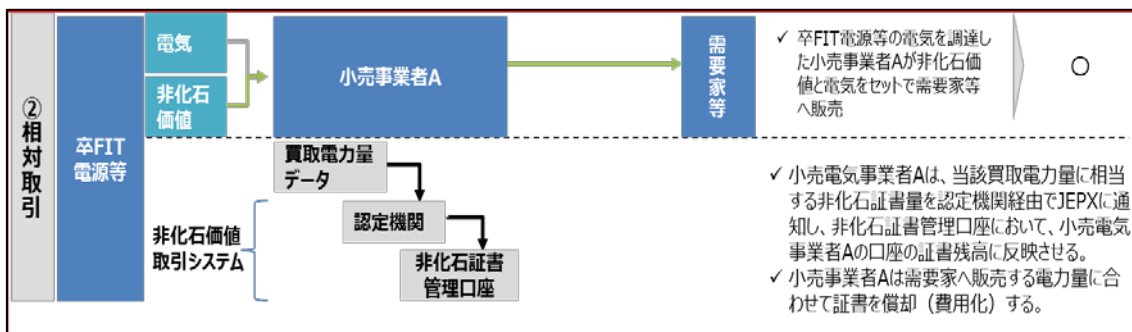 ②相対取引
卒FIT
電源等
電気
非化石
価値
小売事業者A
需要家等
✓ 卒FIT電源等の電気を調達し
た小売事業者Aが非化石価
値と電気をセットで需要家等
へ販売
○
買取電力量
データ
認定機関
非化石証書
管理口座
非化石価値
取引システム
✓ 小売電気事業者Aは、当該買取電力量に相当
する非化石証書量を認定機関経由でJEPXに通
知し、非化石証書管理口座において、小売電気
事業者Aの口座の証書残高に反映させる。
✓ 小売事業者Aは需要家へ販売する電力量に合
わせて証書を償却（費用化）する。